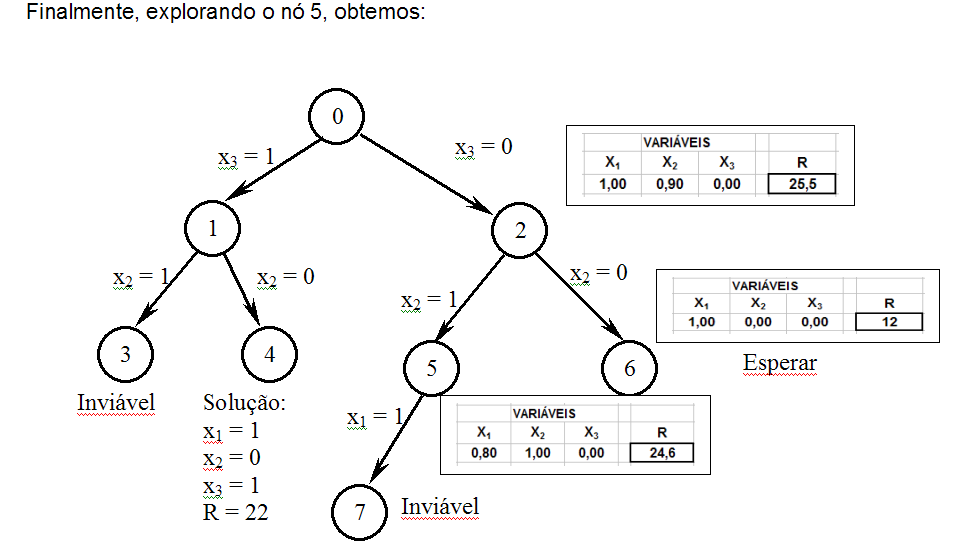 Finalmente, explorando o nó 5, obtemos:
0
x3 = 1
x3 = 0
VARIÁVEIS
X1 X2 X3 R
1,00 0,90 0,00 25,5
1
2
x2 = 1
x2 = 0
x2 = 1
x2 = 0
VARIÁVEIS
X1 X2 X3 R
1,00 0,00 0,00 12
Esperar
3
4
5
6
Inviável
Solução:
x1 = 1
x2 = 0
x3 = 1
R = 22
x1 = 1
VARIÁVEIS
X1 X2 X3 R
0,80 1,00 0,00 24,6
7
Inviável